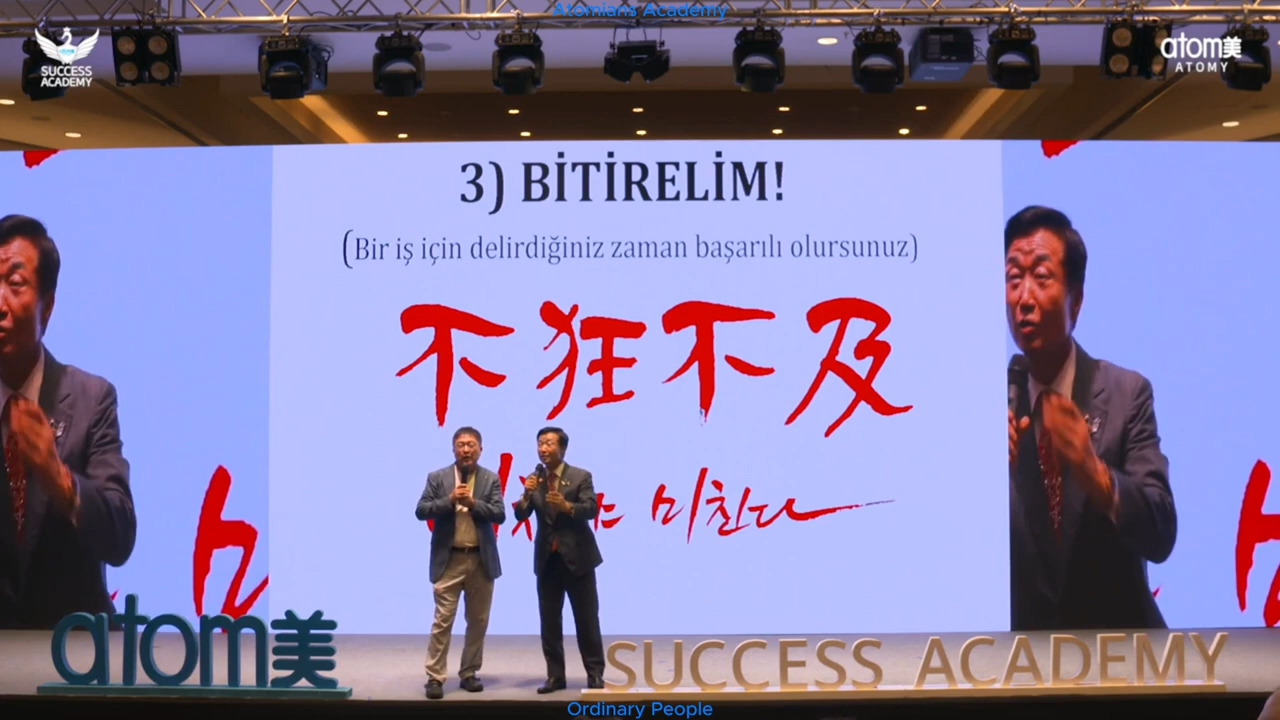 Atomians Academy
SUCCESS
ACADEMY
atom美
ATOMY
3) BİTİRELİM!
(Bir iş için delirdiğiniz zaman başarılı olursunuz)
不狂不及
미친다
atom美
SUCCESS ACADEMY
Ordinary People